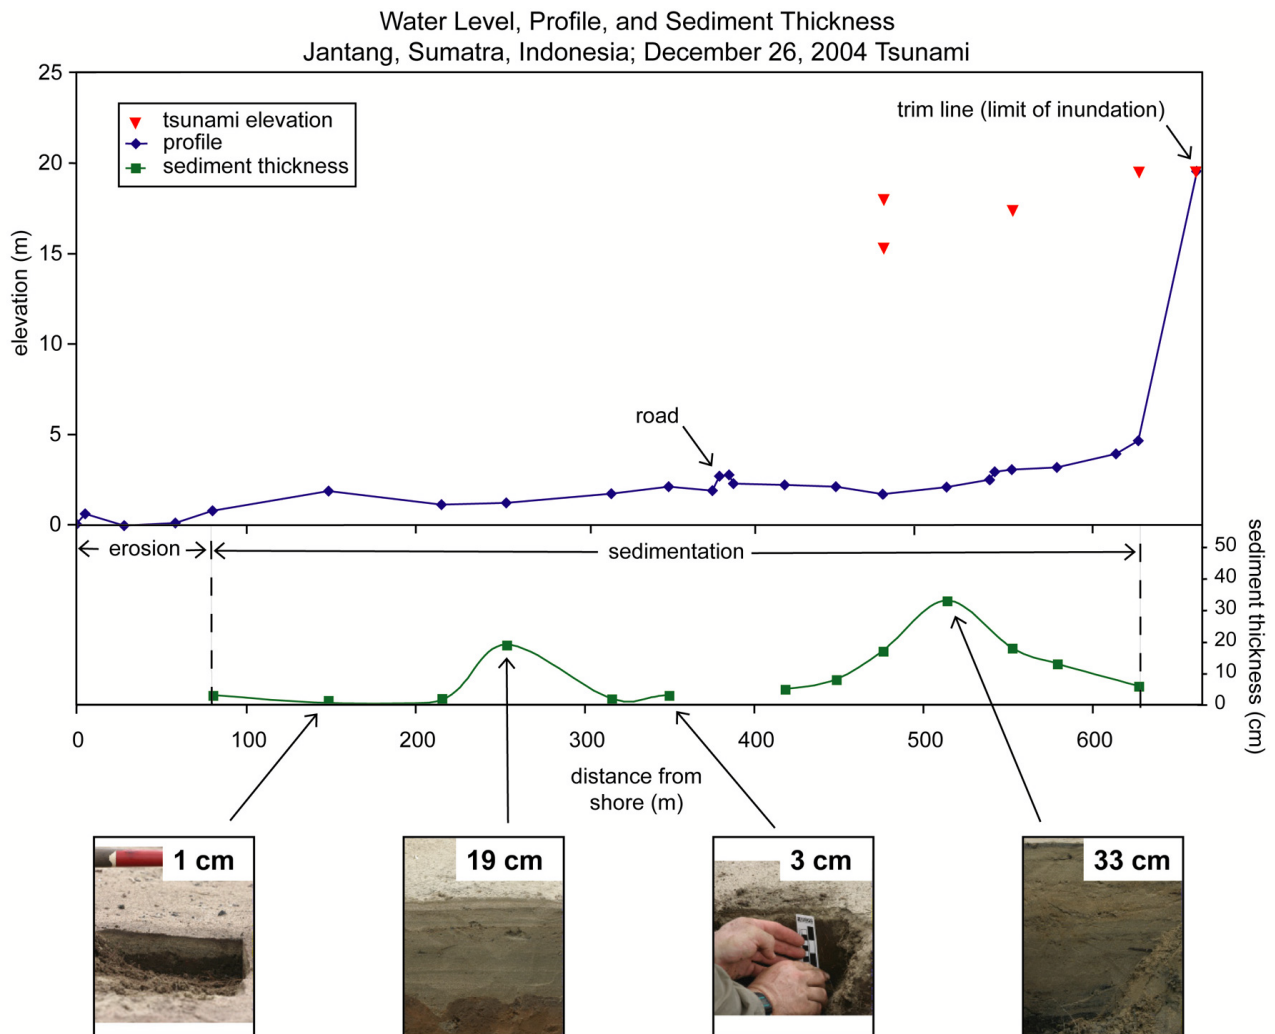 Water Level, Profile, and Sediment Thickness
Jantang, Sumatra, Indonesia; December 26, 2004 Tsunami
25
20
15
10
5
0
elevation (m)
tsunami elevation
profile
sediment thickness
trim line (limit of inundation)
road
erosion
sedimentation
50
40
30
20
10
0
sediment thickness (cm)
0 100 200 300 400 500 600
distance from
shore (m)
1 cm
19 cm
3 cm
33 cm